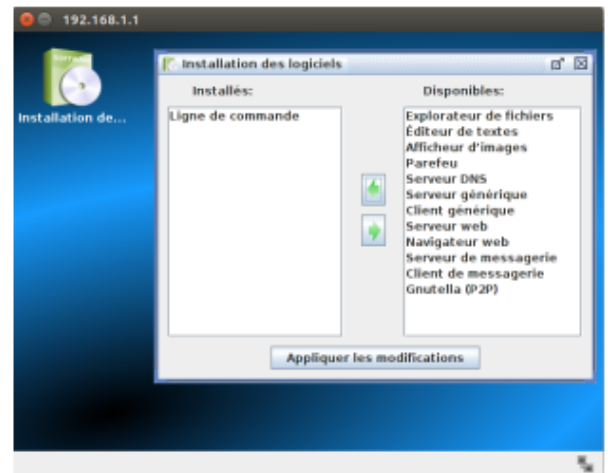 192.168.1.1
Installation des logiciels
Installation de...
Installés:
Ligne de commande
Disponibles:
Explorateur de fichiers
Éditeur de textes
Afficheur d'images
Parefeu
Serveur DNS
Serveur générique
Client générique
Serveur web
Navigateur web
Serveur de messagerie
Client de messagerie
Gnutella (P2P)
Appliquer les modifications